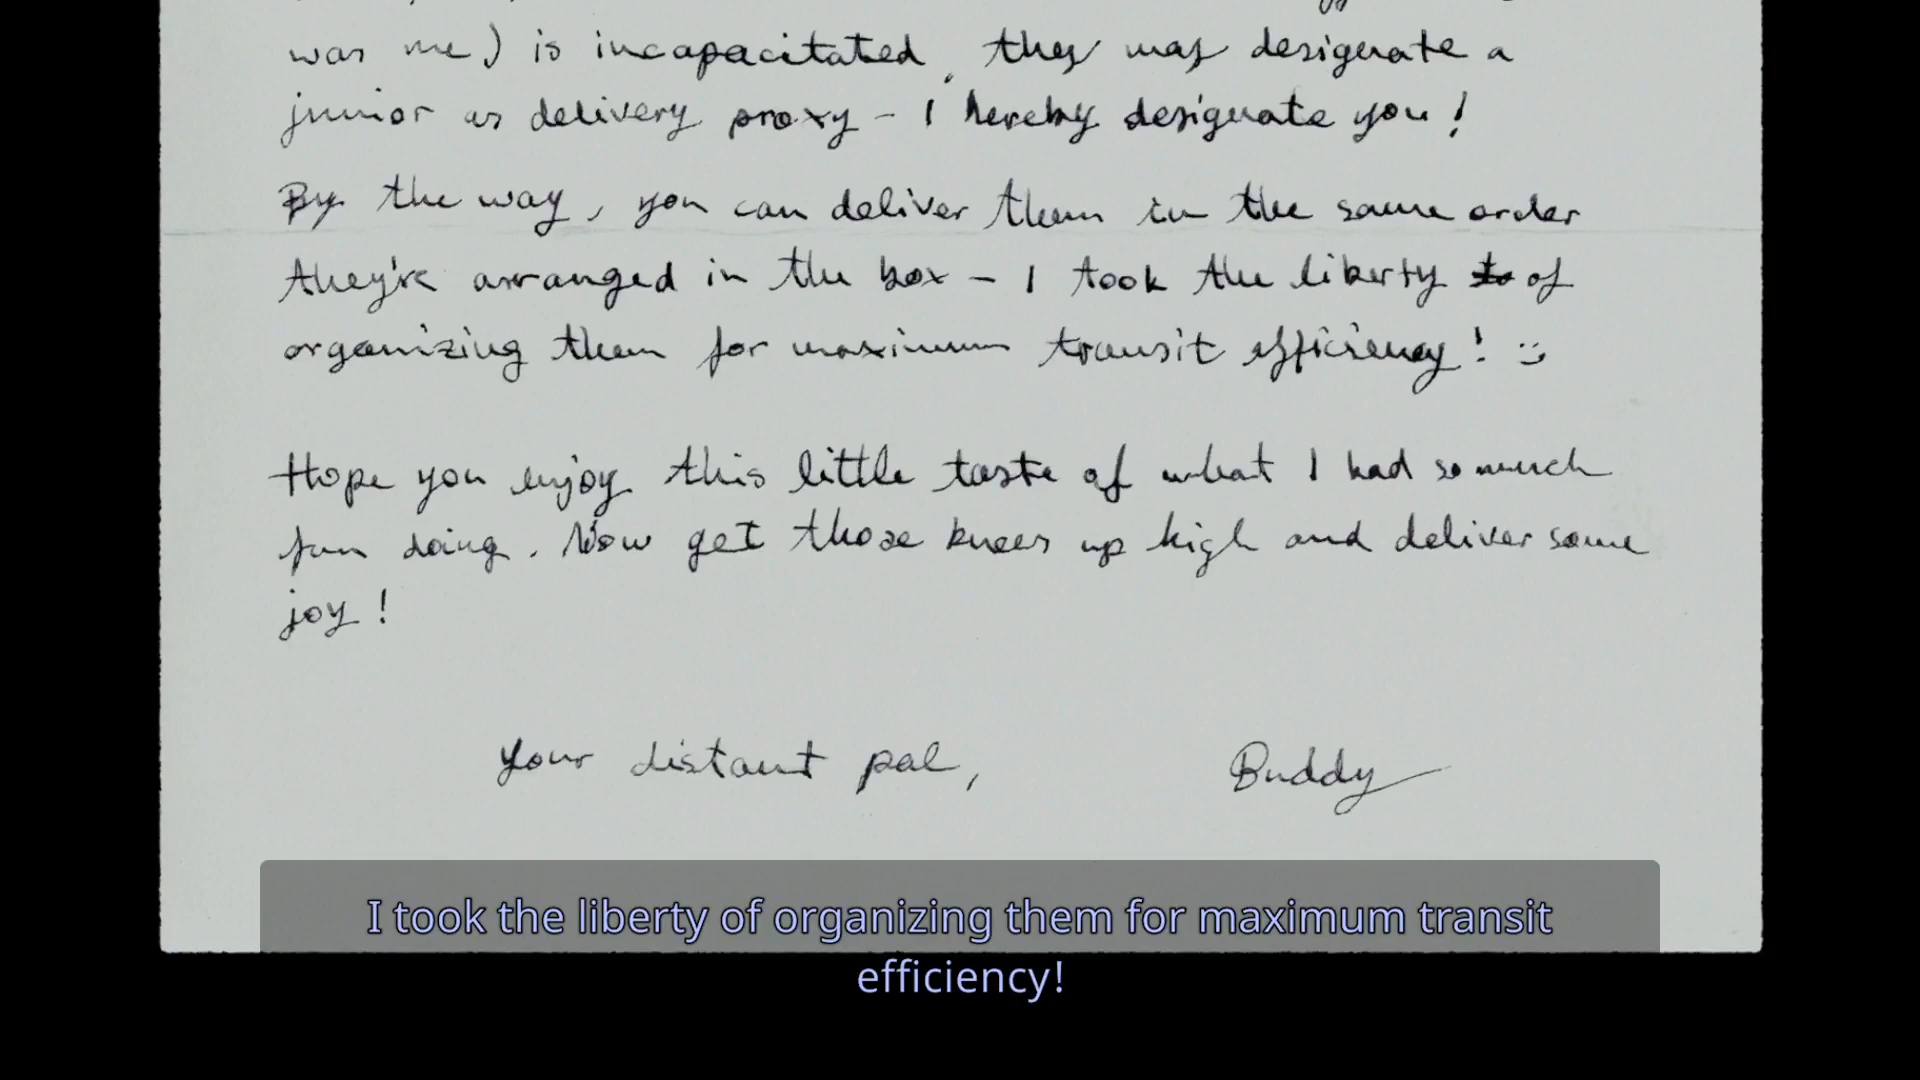 was me) is incapacitated, they may designate a
junior as delivery proxy - I hereby designate you!
By the way, you can deliver them in the same order
they're arranged in the box - I took the liberty to of
organizing them for maximum transit efficiency! :)
Hope you enjoy this little taste of what I had so much
fun doing. Now get those knees up high and deliver some
joy!
Your distant pal, Buddy
I took the liberty of organizing them for maximum transit
efficiency!